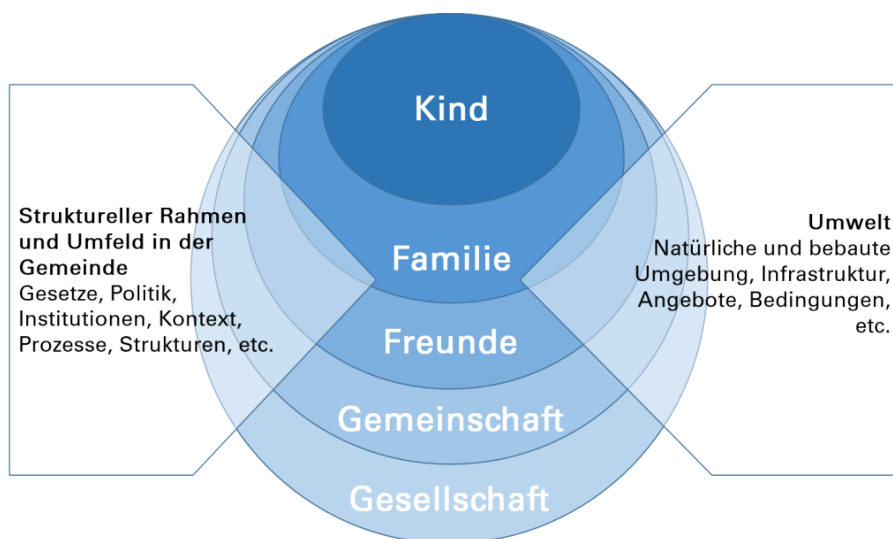 Kind
Familie
Freunde
Gemeinschaft
Gesellschaft
Struktureller Rahmen
und Umfeld in der
Gemeinde
Gesetze, Politik,
Institutionen, Kontext,
Prozesse, Strukturen, etc.
Umwelt
Natürliche und bebaute
Umgebung, Infrastruktur,
Angebote, Bedingungen,
etc.